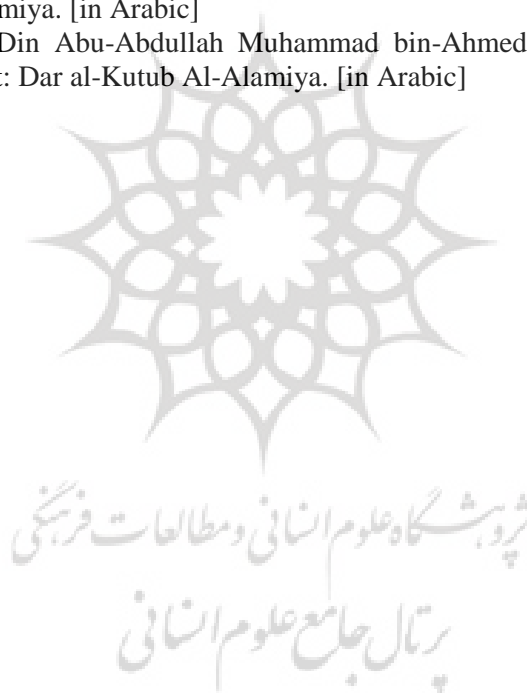 miya. [in Arabic]
Din Abu-Abdullah Muhammad bin-Ahmed
t: Dar al-Kutub Al-Alamiya. [in Arabic]
پژوهشگاه علوم انسانی و مطالعات فرهنگی
پرتال جامع علوم انسانی